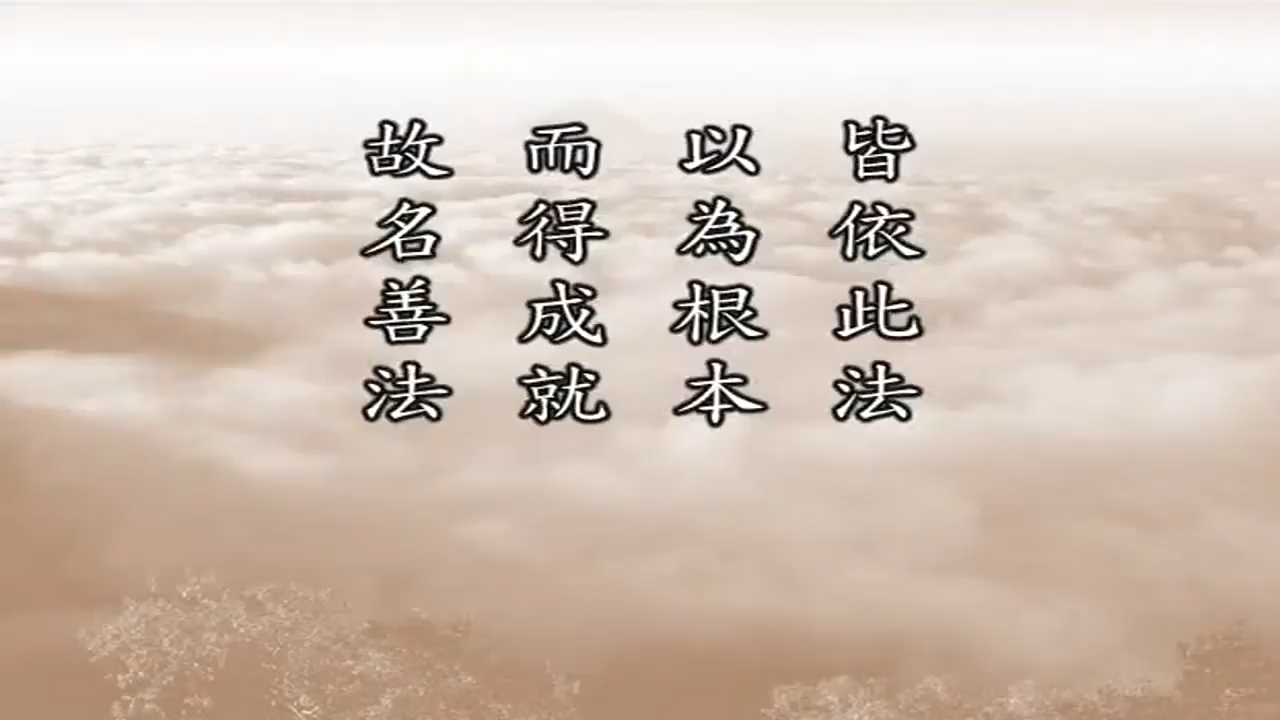 皆依此法
以為根本
而得成就
故名善法